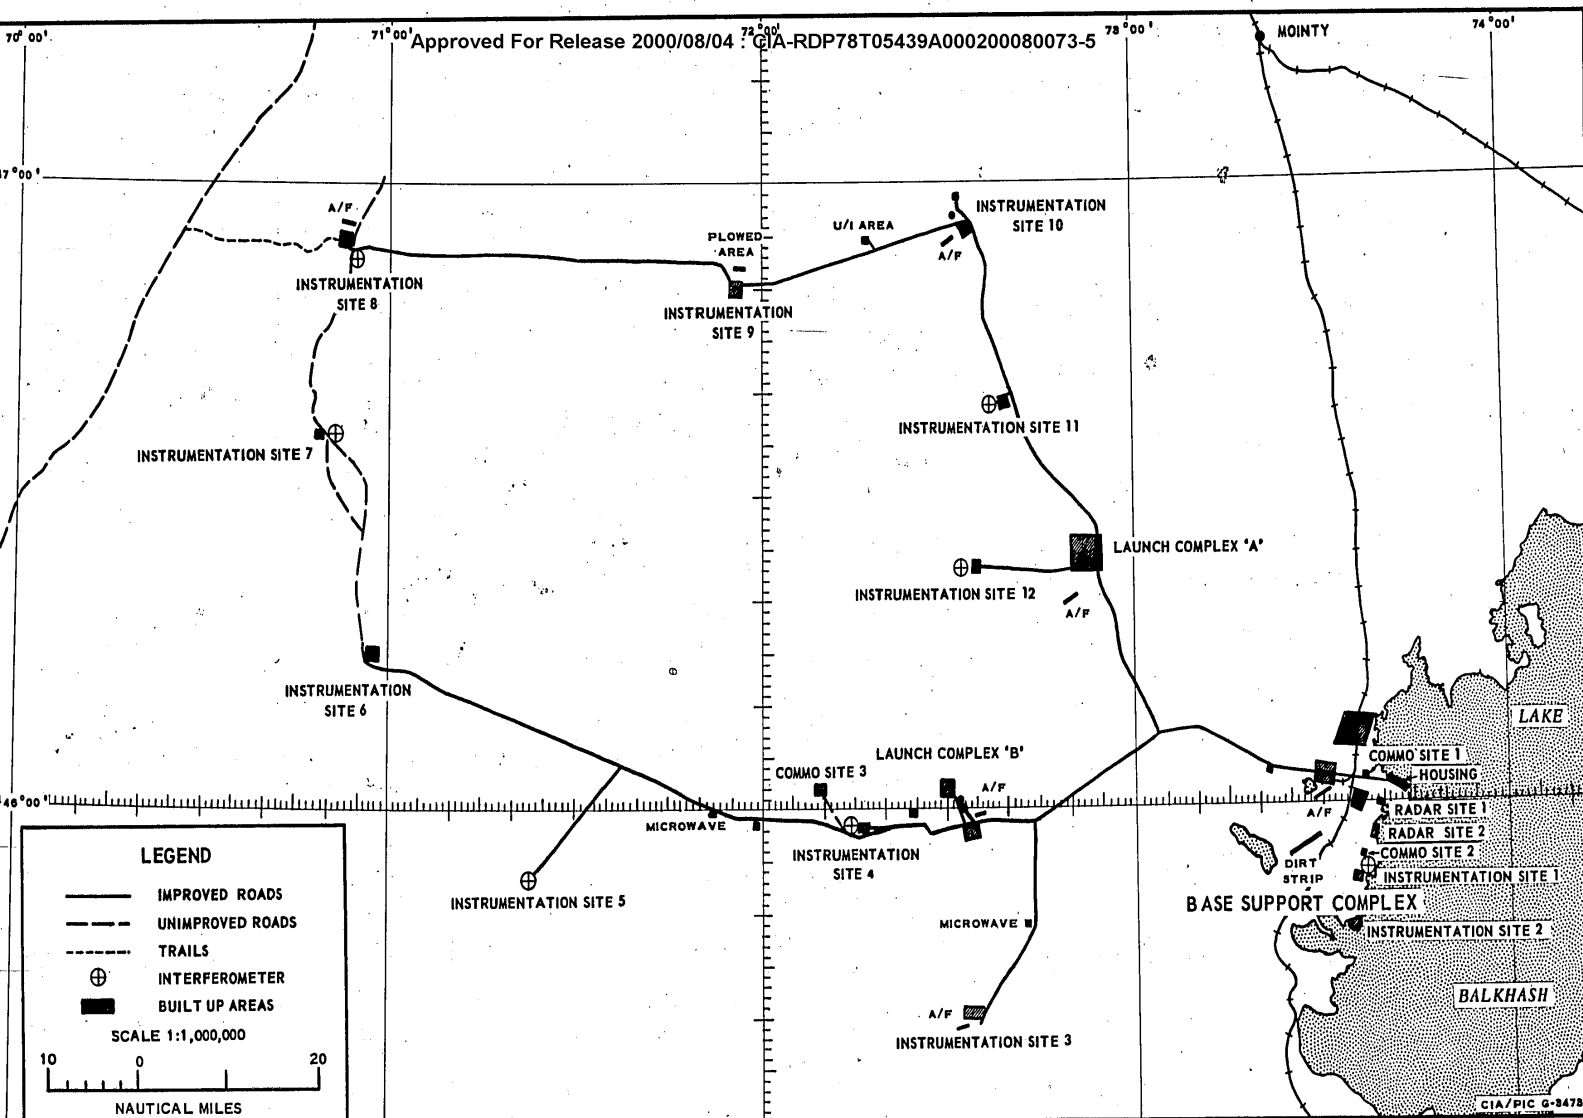 70°00'
71°00'
72°00'
73°00'
74°00'
Approved For Release 2000/08/04 : CIA-RDP78T05439A000200080073-5
MOINTY
47°00'
A/F
INSTRUMENTATION
SITE 8
PLOWED
AREA
INSTRUMENTATION
SITE 9
U/I AREA
A/F
INSTRUMENTATION
SITE 10
INSTRUMENTATION SITE 7
INSTRUMENTATION SITE 11
LAUNCH COMPLEX "A"
INSTRUMENTATION SITE 12
A/F
INSTRUMENTATION
SITE 6
LAUNCH COMPLEX "B"
COMMO SITE 3
A/F
46°00'
MICROWAVE
INSTRUMENTATION
SITE 4
INSTRUMENTATION SITE 5
MICROWAVE
A/F
INSTRUMENTATION SITE 3
LAKE
COMMO SITE 1
HOUSING
A/F
RADAR SITE 1
RADAR SITE 2
COMMO SITE 2
DIRT
STRIP
INSTRUMENTATION SITE 1
BASE SUPPORT COMPLEX
INSTRUMENTATION SITE 2
BALKHASH
LEGEND
IMPROVED ROADS
UNIMPROVED ROADS
TRAILS
INTERFEROMETER
BUILT UP AREAS
SCALE 1:1,000,000
10 0 20
NAUTICAL MILES
CIA/PIC G-3473